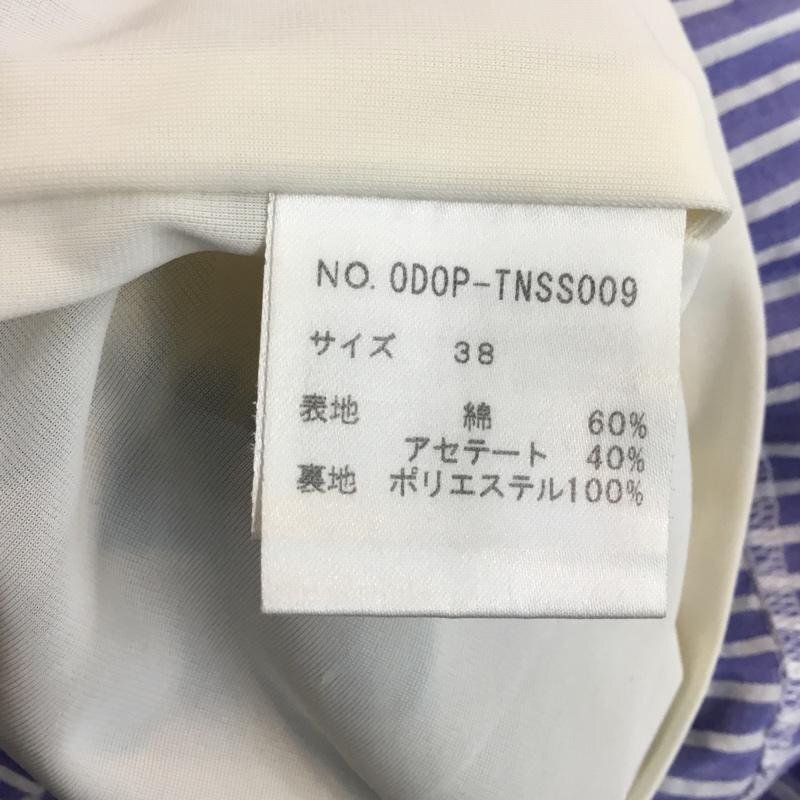 NO. 0D0P-TNSS009
サイズ 38
表地 綿 60%
アセテート 40%
裏地 ポリエステル100%